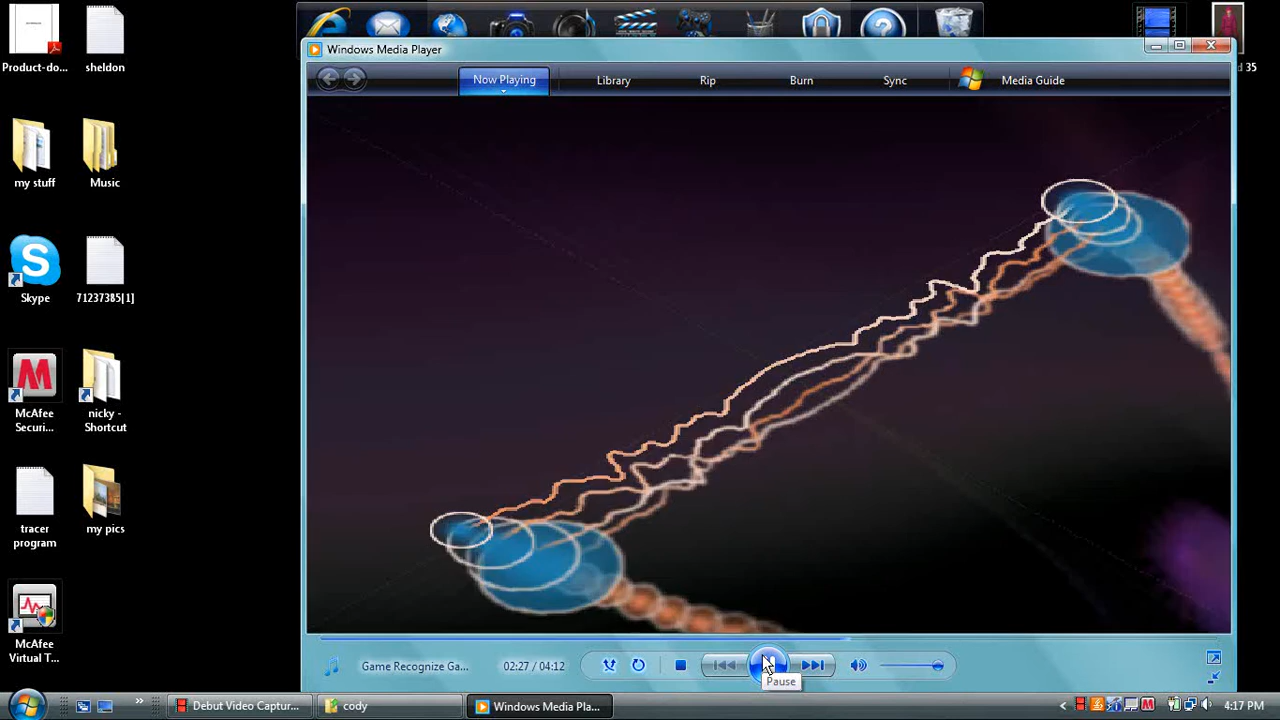 Windows Media Player
Now Playing
Library
Rip
Burn
Sync
Media Guide
Product-do...
sheldon
my stuff
Music
Skype
71237385[1]
McAfee
Securi...
nicky -
Shortcut
tracer
program
my pics
McAfee
Virtual T...
d 35
Game Recognize Ga...
02:27 / 04:12
Pause
Debut Video Captur...
cody
Windows Media Pla...
4:17 PM